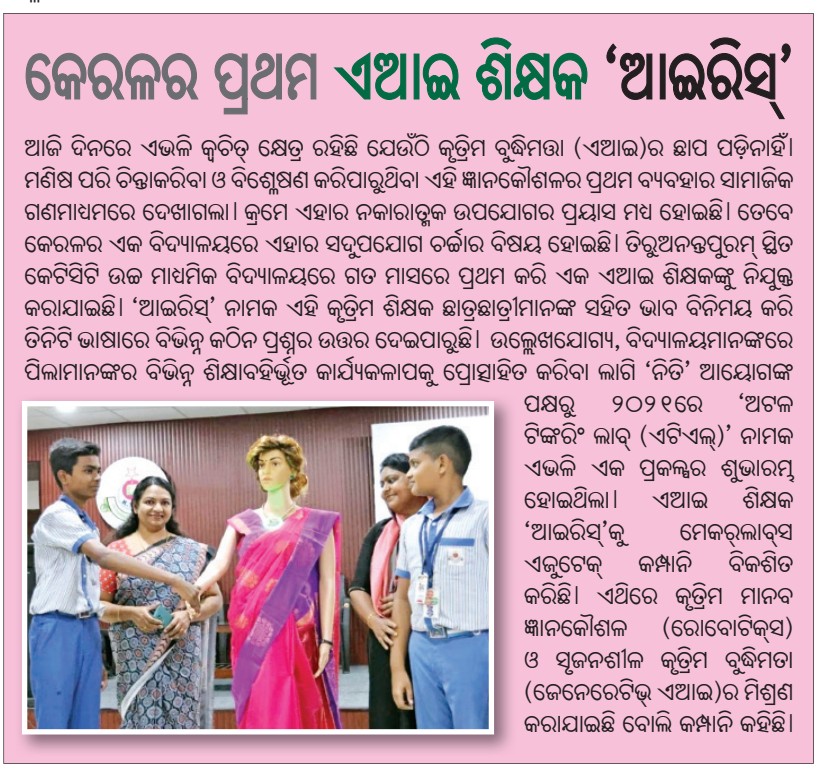 କେରଳର ପ୍ରଥମ ଏଆଇ ଶିକ୍ଷକ ‘ଆଇରିସ୍’
ଆଜି ଦିନରେ ଏଭଳି କ୍ୱଚିତ୍ କ୍ଷେତ୍ର ରହିଛି ଯେଉଁଠି କୃତ୍ରିମ ବୁଦ୍ଧିମତ୍ତା (ଏଆଇ)ର ଛାପ ପଡ଼ିନାହିଁ।
ମଣିଷ ପରି ଚିନ୍ତାକରିବା ଓ ବିଶ୍ଳେଷଣ କରିପାରୁଥିବା ଏହି ଜ୍ଞାନକୌଶଳର ପ୍ରଥମ ବ୍ୟବହାର ସାମାଜିକ
ଗଣମାଧ୍ୟମରେ ଦେଖାଗଲା। କ୍ରମେ ଏହାର ନକାରାତ୍ମକ ଉପଯୋଗର ପ୍ରୟାସ ମଧ୍ୟ ହୋଇଛି। ତେବେ
କେରଳର ଏକ ବିଦ୍ୟାଳୟରେ ଏହାର ସଦୁପଯୋଗ ଚର୍ଚ୍ଚାର ବିଷୟ ହୋଇଛି। ତିରୁଅନନ୍ତପୁରମ୍ ସ୍ଥିତ
କେଟିସିଟି ଉଚ୍ଚ ମାଧ୍ୟମିକ ବିଦ୍ୟାଳୟରେ ଗତ ମାସରେ ପ୍ରଥମ କରି ଏକ ଏଆଇ ଶିକ୍ଷକଙ୍କୁ ନିଯୁକ୍ତ
କରାଯାଇଛି। ‘ଆଇରିସ୍’ ନାମକ ଏହି କୃତ୍ରିମ ଶିକ୍ଷକ ଛାତ୍ରଛାତ୍ରୀମାନଙ୍କ ସହିତ ଭାବ ବିନିମୟ କରି
ତିନିଟି ଭାଷାରେ ବିଭିନ୍ନ କଠିନ ପ୍ରଶ୍ନର ଉତ୍ତର ଦେଇପାରୁଛି। ଉଲ୍ଲେଖଯୋଗ୍ୟ, ବିଦ୍ୟାଳୟମାନଙ୍କରେ
ପିଲାମାନଙ୍କର ବିଭିନ୍ନ ଶିକ୍ଷାବହିର୍ଭୂତ କାର୍ଯ୍ୟକଳାପକୁ ପ୍ରୋତ୍ସାହିତ କରିବା ଲାଗି ‘ନିତି’ ଆୟୋଗଙ୍କ
ପକ୍ଷରୁ ୨୦୨୧ରେ ‘ଅଟଳ
ଟିଙ୍କରିଂ ଲାବ୍ (ଏଟିଏଲ୍)’ ନାମକ
ଏଭଳି ଏକ ପ୍ରକଳ୍ପର ଶୁଭାରମ୍ଭ
ହୋଇଥିଲା। ଏଆଇ ଶିକ୍ଷକ
‘ଆଇରିସ୍’କୁ ମେକର୍‌ଲାବ୍‌ସ
ଏଜୁଟେକ୍ କମ୍ପାନି ବିକଶିତ
କରିଛି। ଏଥିରେ କୃତ୍ରିମ ମାନବ
ଜ୍ଞାନକୌଶଳ (ରୋବୋଟିକ୍‌ସ)
ଓ ସୃଜନଶୀଳ କୃତ୍ରିମ ବୁଦ୍ଧିମତା
(ଜେନେରେଟିଭ୍ ଏଆଇ)ର ମିଶ୍ରଣ
କରାଯାଇଛି ବୋଲି କମ୍ପାନି କହିଛି।